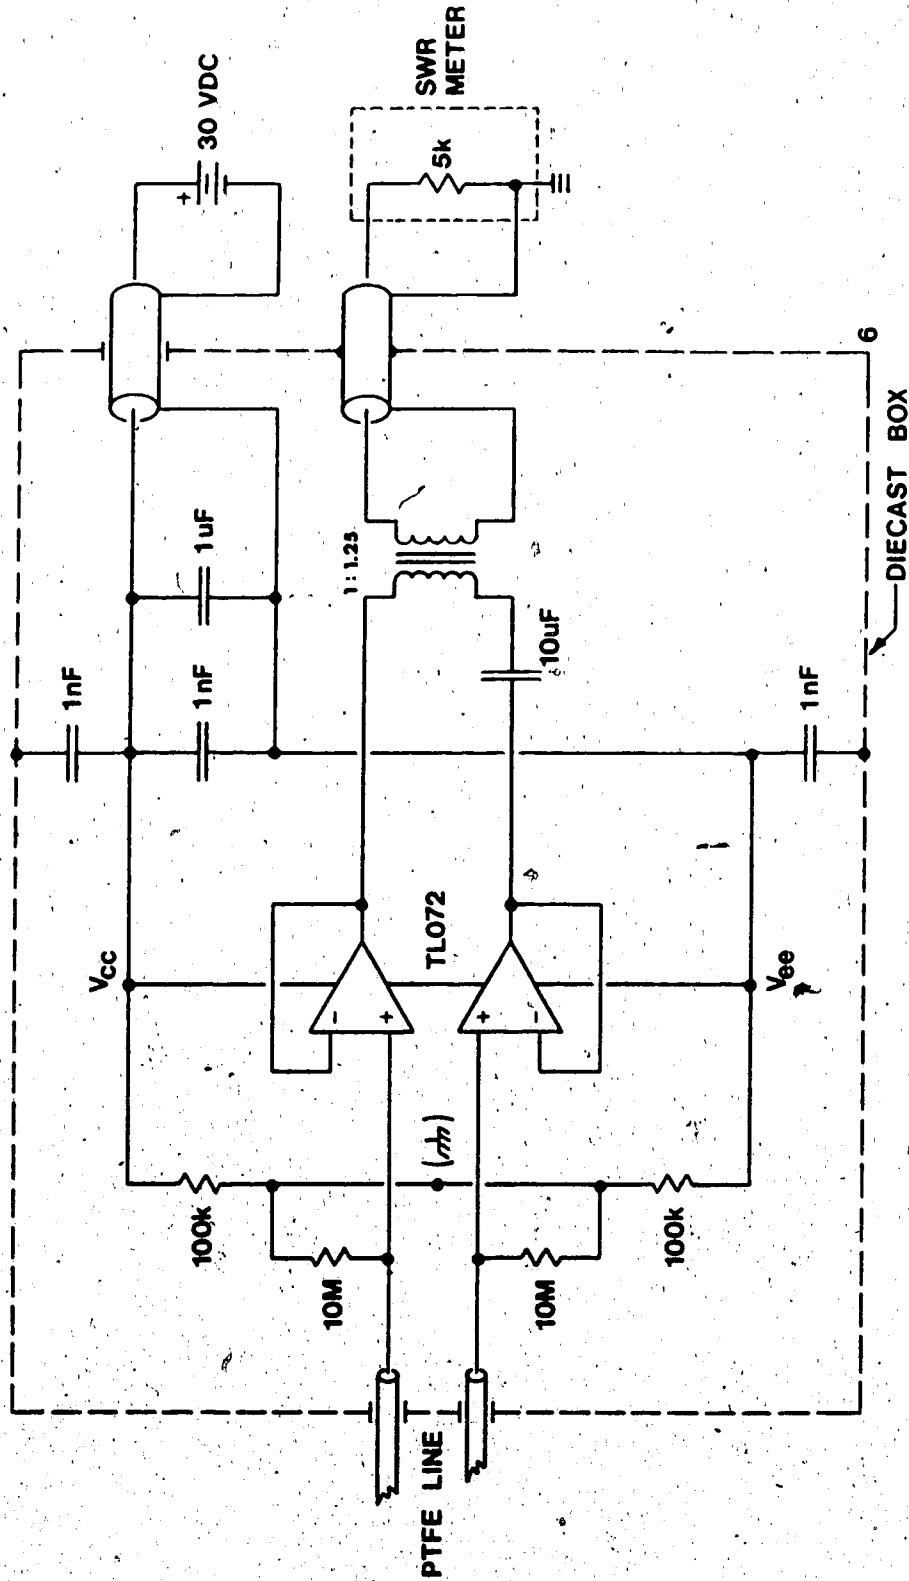 30 VDC
+
SWR
METER
5k
6
DIECAST BOX
1uF
1nF
1nF
1:1.25
10uF
1nF
Vcc
TL072
-
+
+
-
Vee
100k
10M
10M
100k
PTFE LINE